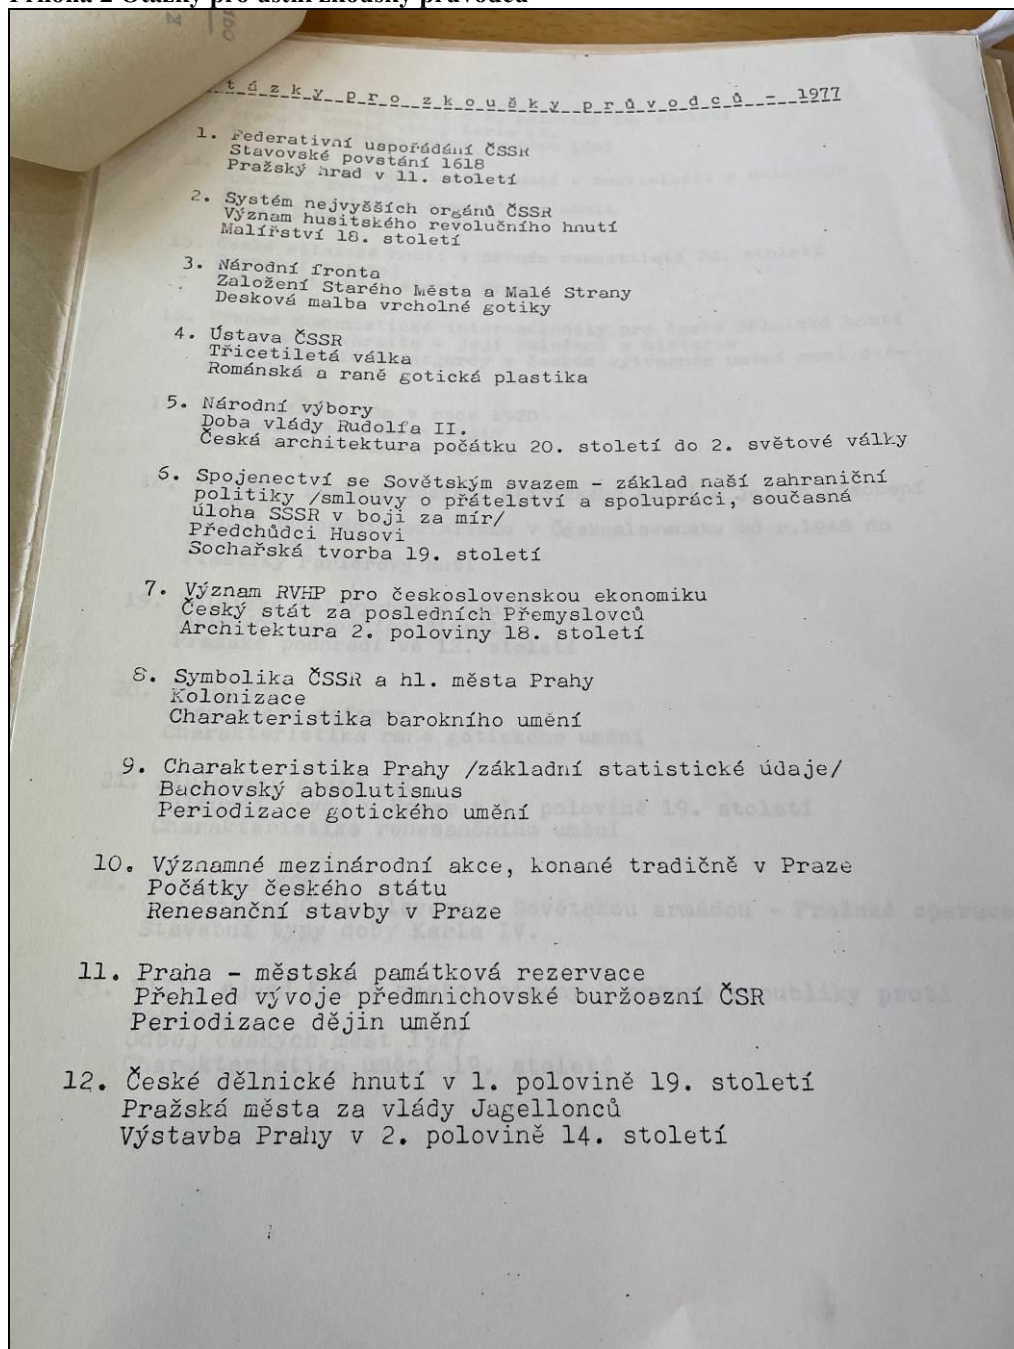 Příloha 2 Otázky pro ústní zkoušky průvodců
tázky pro zkoušky průvodců - 1977
1. Federativní uspořádání ČSSR
Stavovské povstání 1618
Pražský hrad v 11. století
2. Systém nejvyšších orgánů ČSSR
Význam husitského revolučního hnutí
Malířství 18. století
3. Národní fronta
Založení Starého Města a Malé Strany
Desková malba vrcholné gotiky
4. Ústava ČSSR
Třicetiletá válka
Románská a raně gotická plastika
5. Národní výbory
Doba vlády Rudolfa II.
Česká architektura počátku 20. století do 2. světové války
6. Spojenectví se Sovětským svazem - základ naší zahraniční
politiky /smlouvy o přátelství a spolupráci, současná
úloha SSSR v boji za mír/
Předchůdci Husovi
Sochařská tvorba 19. století
7. Význam RVHP pro československou ekonomiku
Český stát za posledních Přemyslovců
Architektura 2. poloviny 18. století
8. Symbolika ČSSR a hl. města Prahy
Kolonizace
Charakteristika barokního umění
9. Charakteristika Prahy /základní statistické údaje/
Bachovský absolutismus
Periodizace gotického umění
10. Významné mezinárodní akce, konané tradičně v Praze
Počátky českého státu
Renesanční stavby v Praze
11. Praha - městská památková rezervace
Přehled vývoje předmnichovské buržoazní ČSR
Periodizace dějin umění
12. České dělnické hnutí v 1. polovině 19. století
Pražská města za vlády Jagellonců
Výstavba Prahy v 2. polovině 14. století